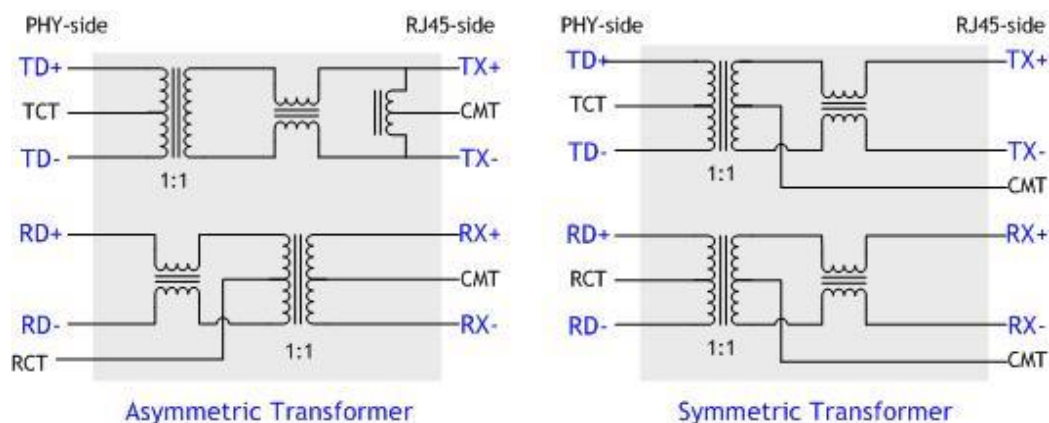 PHY-side
RJ45-side
TD+
TX+
TCT
CMT
TD-
TX-
1:1
RD+
RX+
CMT
RD-
RX-
RCT
1:1
Asymmetric Transformer
PHY-side
RJ45-side
TD+
TX+
TCT
TD-
TX-
1:1
CMT
RD+
RX+
RCT
RD-
RX-
1:1
CMT
Symmetric Transformer